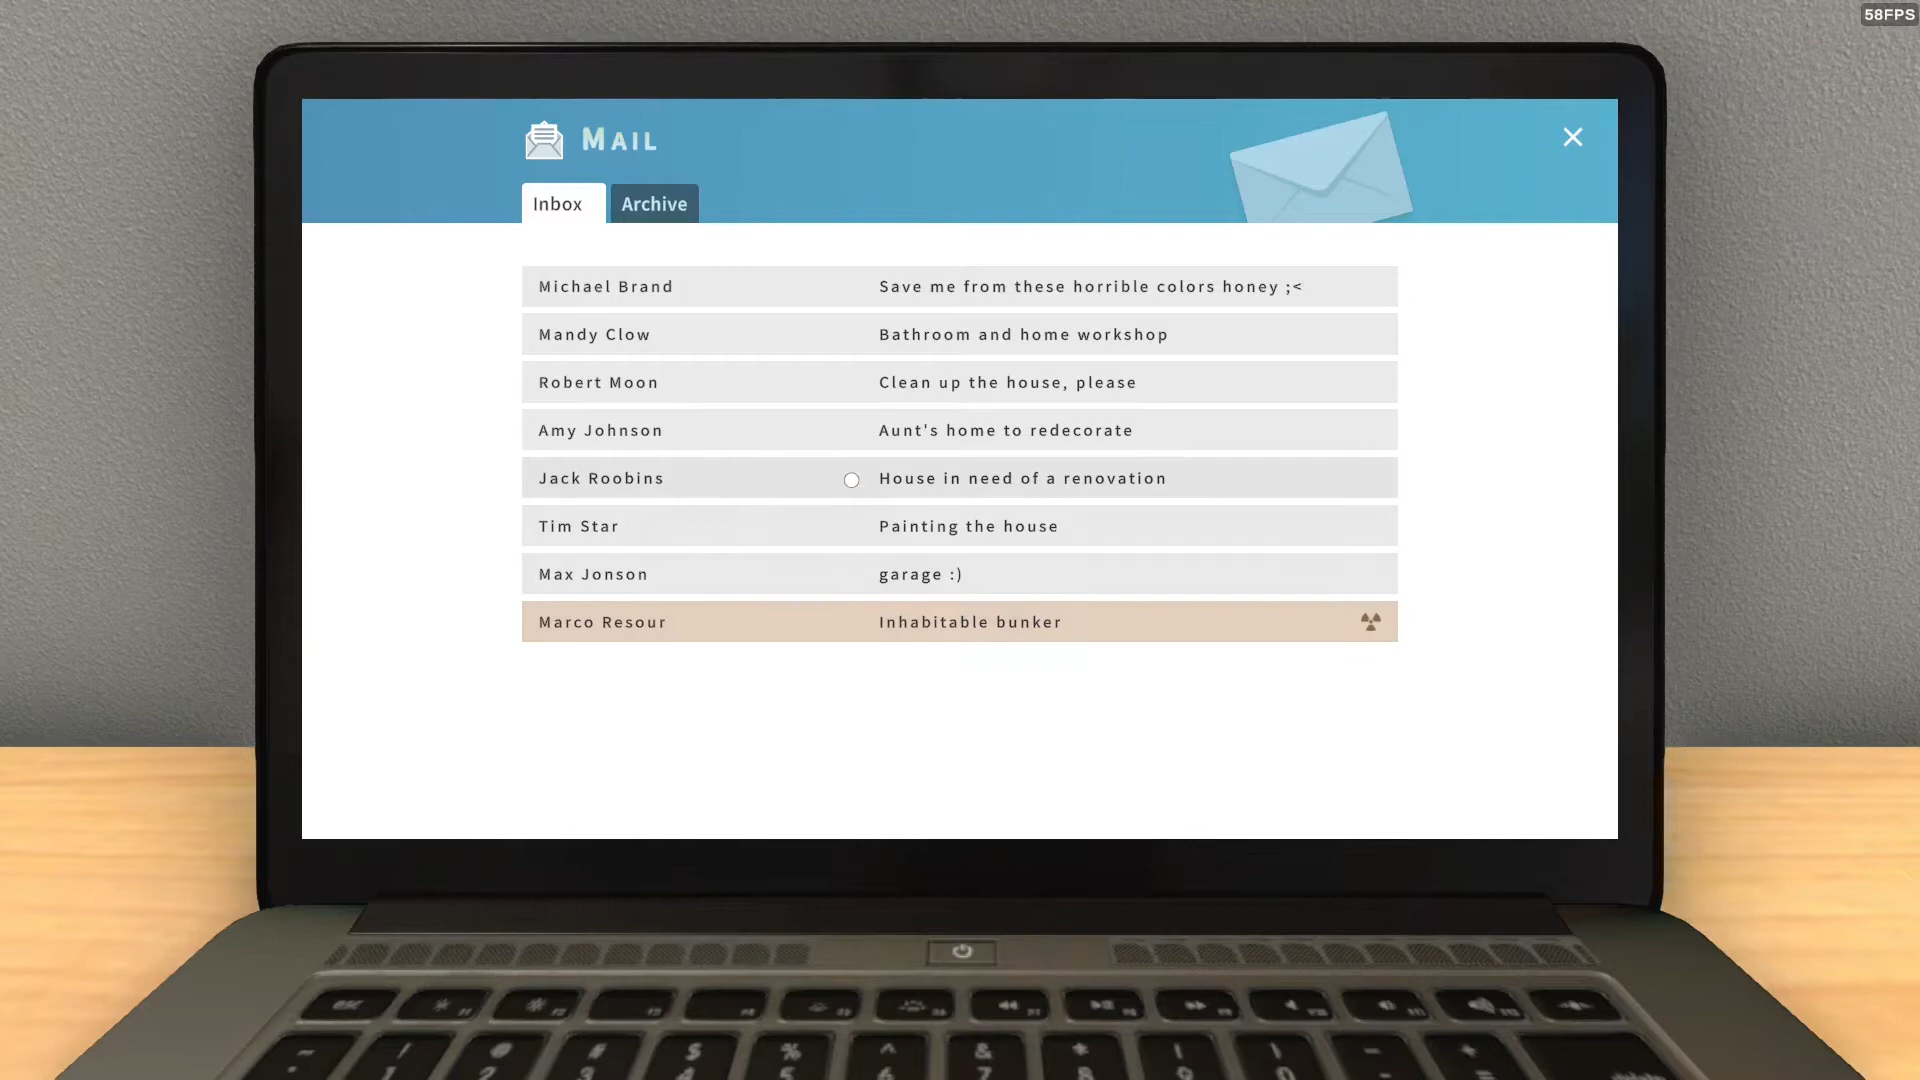 58FPS
MAIL
Inbox Archive
Michael Brand Save me from these horrible colors honey ;<
Mandy Clow Bathroom and home workshop
Robert Moon Clean up the house, please
Amy Johnson Aunt's home to redecorate
Jack Roobins House in need of a renovation
Tim Star Painting the house
Max Jonson garage :)
Marco Resour Inhabitable bunker
esc